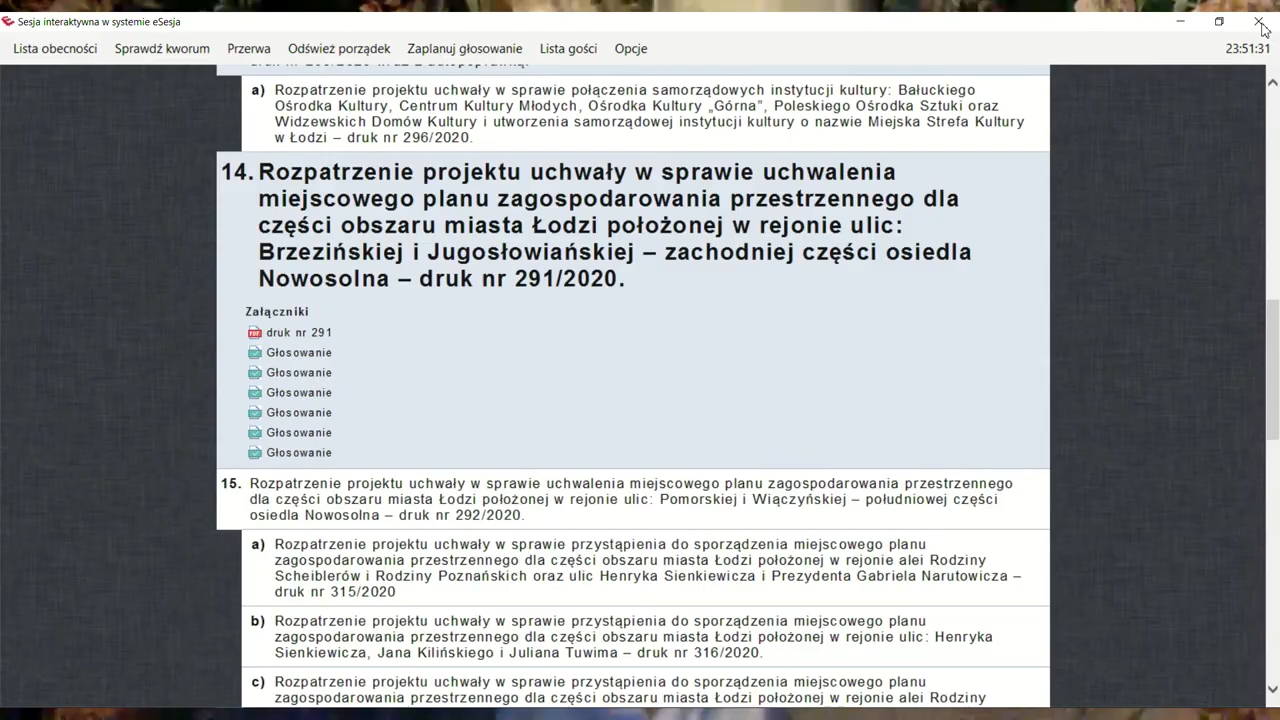 Sesja interaktywna w systemie eSesja
Lista obecności Sprawdź kworum Przerwa Odśwież porządek Zaplanuj głosowanie Lista gości Opcje 23:51:31
a) Rozpatrzenie projektu uchwały w sprawie połączenia samorządowych instytucji kultury: Bałuckiego
Ośrodka Kultury, Centrum Kultury Młodych, Ośrodka Kultury „Górna”, Poleskiego Ośrodka Sztuki oraz
Widzewskich Domów Kultury i utworzenia samorządowej instytucji kultury o nazwie Miejska Strefa Kultury
w Łodzi – druk nr 296/2020.
14. Rozpatrzenie projektu uchwały w sprawie uchwalenia
miejscowego planu zagospodarowania przestrzennego dla
części obszaru miasta Łodzi położonej w rejonie ulic:
Brzezińskiej i Jugosłowiańskiej – zachodniej części osiedla
Nowosolna – druk nr 291/2020.
Załączniki
druk nr 291
Głosowanie
Głosowanie
Głosowanie
Głosowanie
Głosowanie
Głosowanie
15. Rozpatrzenie projektu uchwały w sprawie uchwalenia miejscowego planu zagospodarowania przestrzennego
dla części obszaru miasta Łodzi położonej w rejonie ulic: Pomorskiej i Wiączyńskiej – południowej części
osiedla Nowosolna – druk nr 292/2020.
a) Rozpatrzenie projektu uchwały w sprawie przystąpienia do sporządzenia miejscowego planu
zagospodarowania przestrzennego dla części obszaru miasta Łodzi położonej w rejonie alei Rodziny
Scheiblerów i Rodziny Poznańskich oraz ulic Henryka Sienkiewicza i Prezydenta Gabriela Narutowicza –
druk nr 315/2020
b) Rozpatrzenie projektu uchwały w sprawie przystąpienia do sporządzenia miejscowego planu
zagospodarowania przestrzennego dla części obszaru miasta Łodzi położonej w rejonie ulic: Henryka
Sienkiewicza, Jana Kilińskiego i Juliana Tuwima – druk nr 316/2020.
c) Rozpatrzenie projektu uchwały w sprawie przystąpienia do sporządzenia miejscowego planu
zagospodarowania przestrzennego dla części obszaru miasta Łodzi położonej w rejonie alei Rodziny